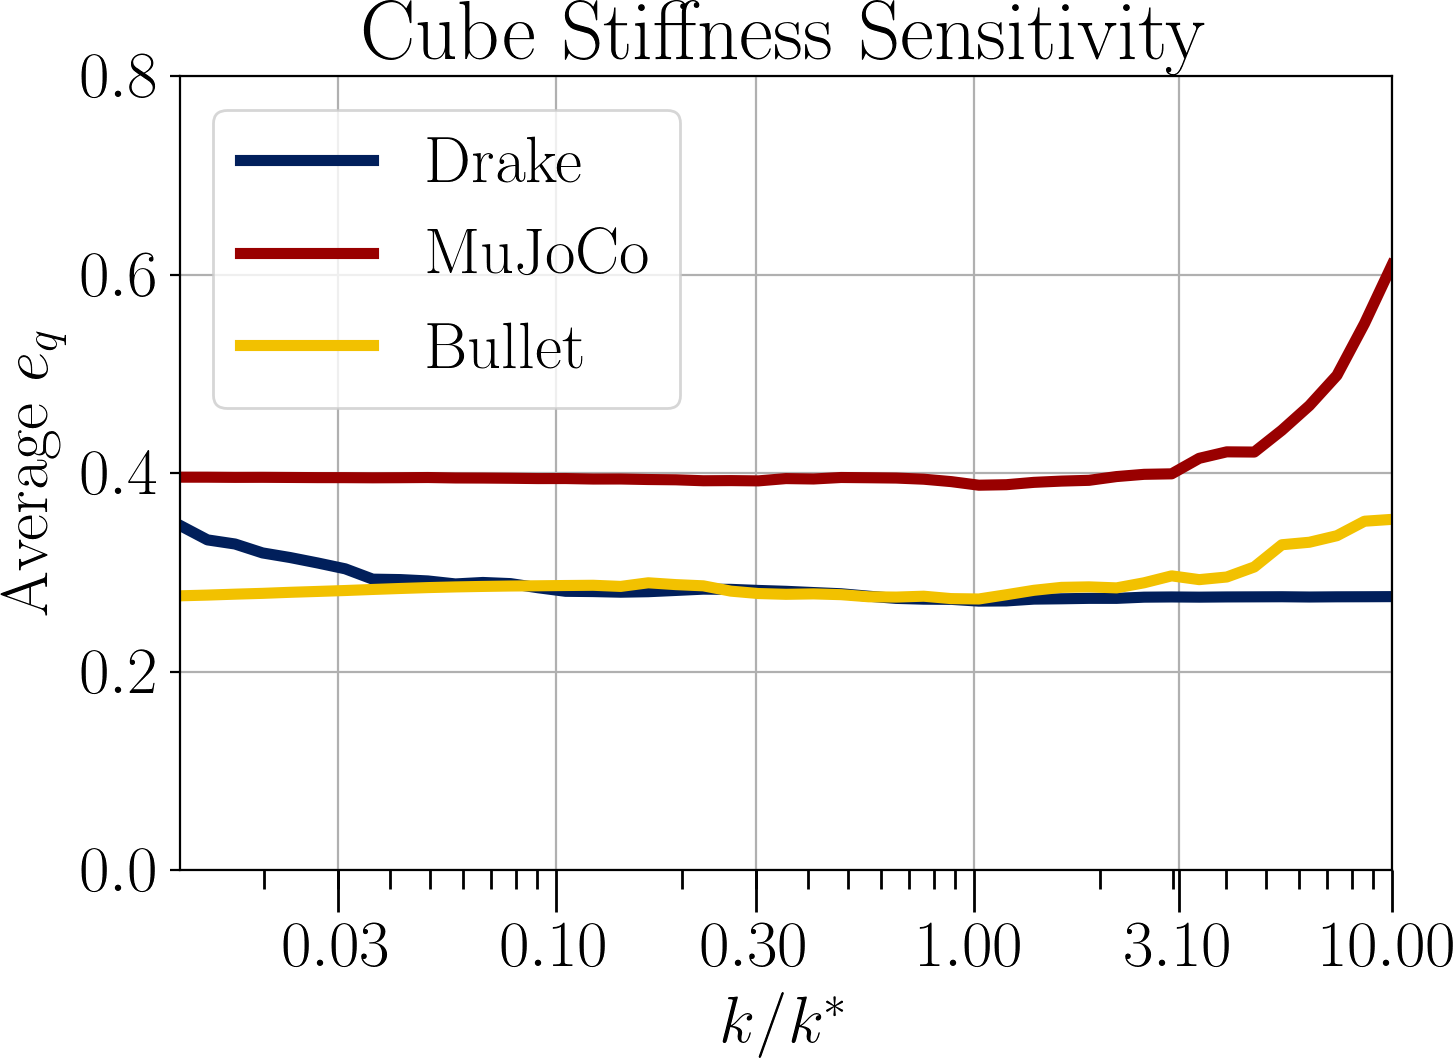 Cube Stiffness Sensitivity
0.8
0.6
0.4
0.2
0.0
Average e_q
Drake
MuJoCo
Bullet
0.03 0.10 0.30 1.00 3.10 10.00
k/k*